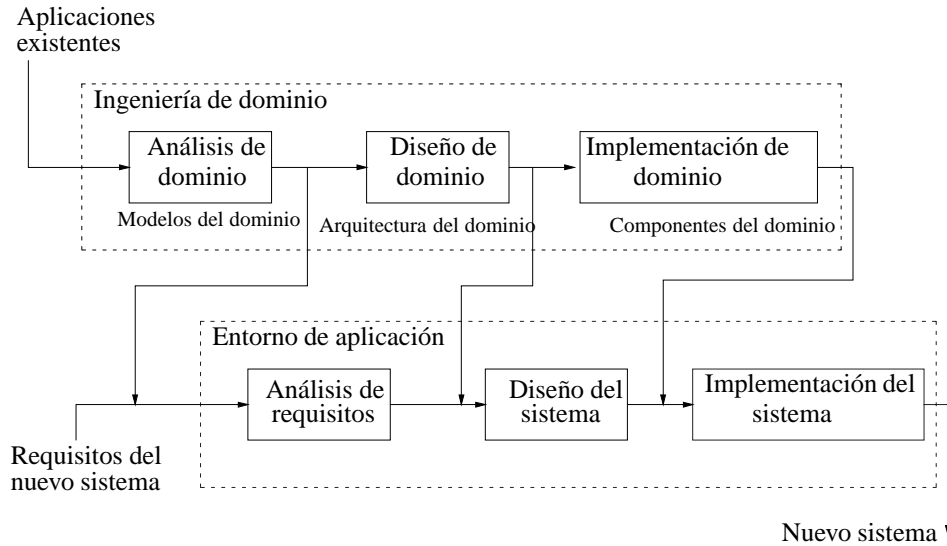 Aplicaciones
existentes
Ingeniería de dominio
Análisis de
dominio
Diseño de
dominio
Implementación de
dominio
Modelos del dominio
Arquitectura del dominio
Componentes del dominio
Entorno de aplicación
Análisis de
requisitos
Diseño del
sistema
Implementación del
sistema
Requisitos del
nuevo sistema
Nuevo sistema